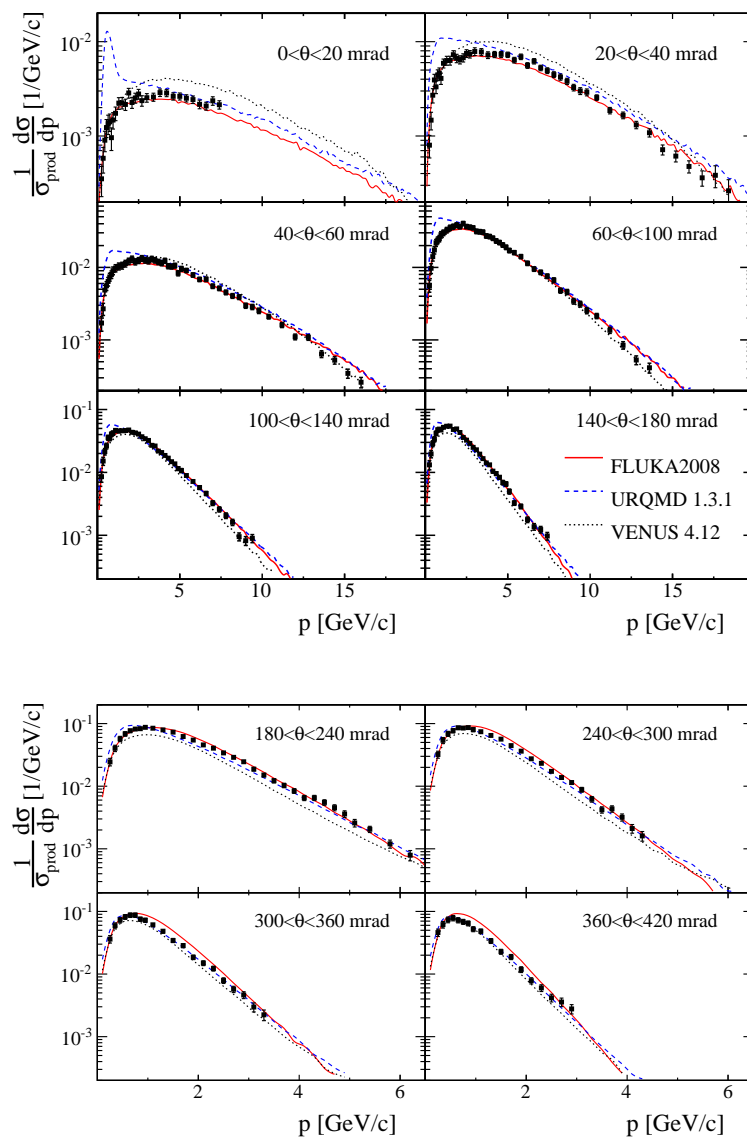 1/σprod dσ/dp [1/GeV/c]
10⁻²
10⁻³
0<θ<20 mrad
20<θ<40 mrad
10⁻²
10⁻³
40<θ<60 mrad
60<θ<100 mrad
10⁻¹
10⁻²
10⁻³
100<θ<140 mrad
140<θ<180 mrad
FLUKA2008
URQMD 1.3.1
VENUS 4.12
5 10 15 5 10 15
p [GeV/c] p [GeV/c]
1/σprod dσ/dp [1/GeV/c]
10⁻¹
10⁻²
10⁻³
180<θ<240 mrad
240<θ<300 mrad
10⁻¹
10⁻²
10⁻³
300<θ<360 mrad
360<θ<420 mrad
2 4 6 2 4 6
p [GeV/c] p [GeV/c]